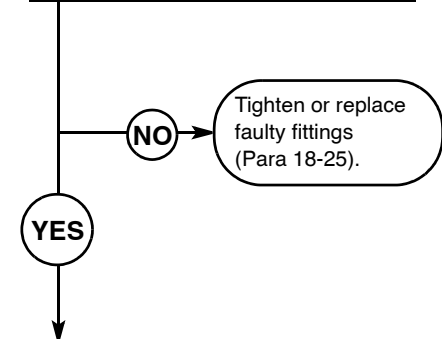 NO
Tighten or replace
faulty fittings
(Para 18-25).
YES